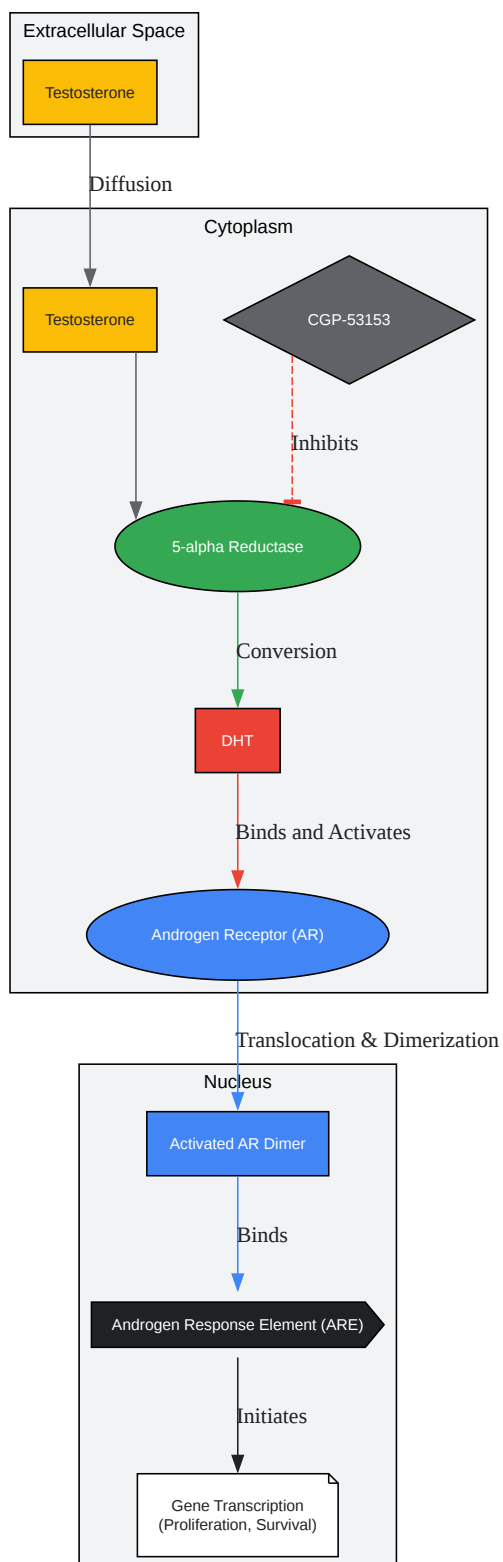 Extracellular Space
Testosterone
Diffusion
Cytoplasm
Testosterone
CGP-53153
Inhibits
5-alpha Reductase
Conversion
DHT
Binds and Activates
Androgen Receptor (AR)
Translocation & Dimerization
Nucleus
Activated AR Dimer
Binds
Androgen Response Element (ARE)
Initiates
Gene Transcription
(Proliferation, Survival)